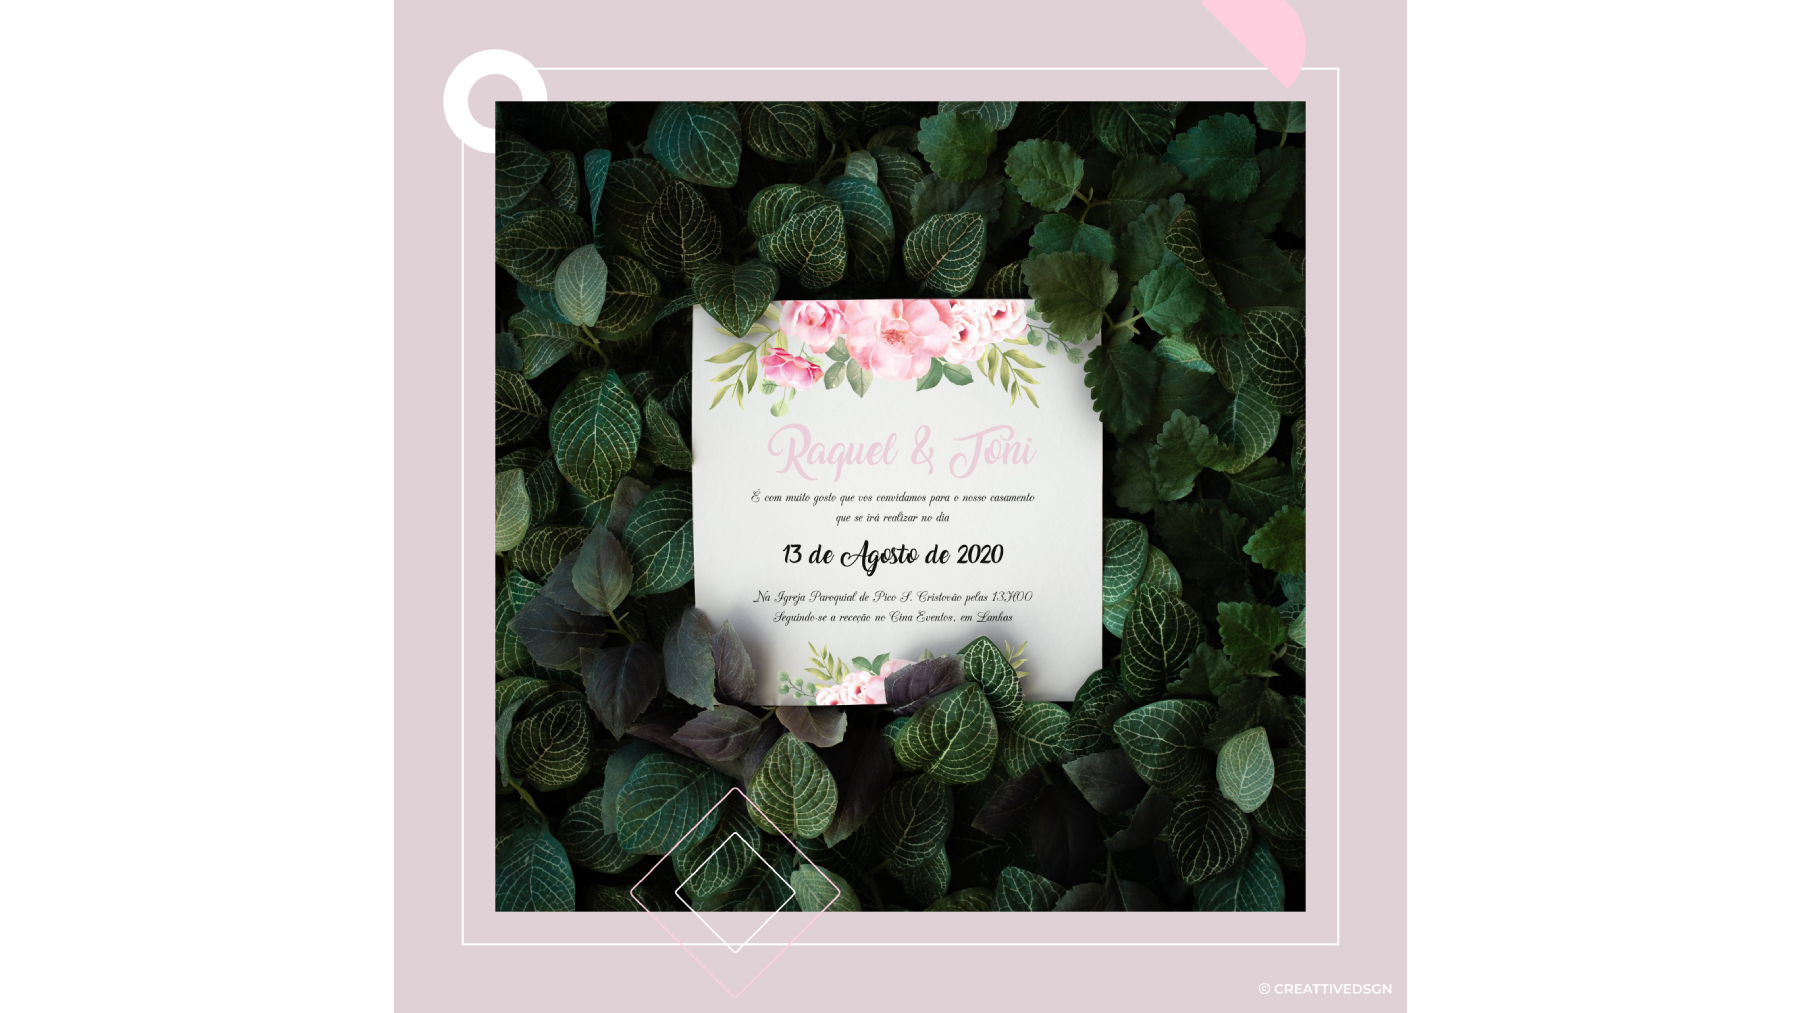 Raquel & Toni
É com muito gosto que vos convidamos para o nosso casamento
que se irá realizar no dia
13 de Agosto de 2020
Na Igreja Paroquial de Pico S. Cristovão pelas 13H00
Seguindo-se a receção no Cina Eventos, em Lanhas
© CREATTIVEDSGN